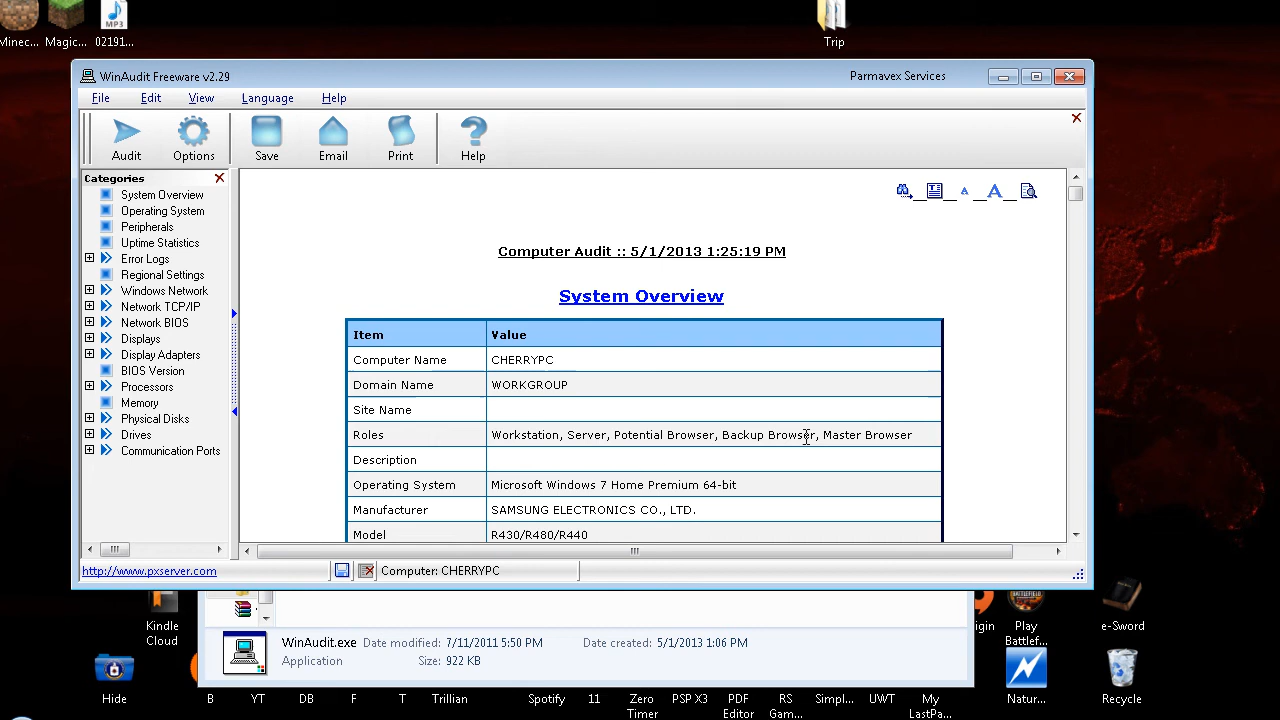 Minec... Magic... 02191...
MP3
Trip
WinAudit Freeware v2.29
Parmavex Services
File Edit View Language Help
Audit Options Save Email Print Help
Categories
System Overview
Operating System
Peripherals
Uptime Statistics
Error Logs
Regional Settings
Windows Network
Network TCP/IP
Network BIOS
Displays
Display Adapters
BIOS Version
Processors
Memory
Physical Disks
Drives
Communication Ports
A A
Computer Audit :: 5/1/2013 1:25:19 PM
System Overview
Item Value
Computer Name CHERRYPC
Domain Name WORKGROUP
Site Name
Roles Workstation, Server, Potential Browser, Backup Browser, Master Browser
Description
Operating System Microsoft Windows 7 Home Premium 64-bit
Manufacturer SAMSUNG ELECTRONICS CO., LTD.
Model R430/R480/R440
http://www.pxserver.com
Computer: CHERRYPC
Kindle
Cloud
WinAudit.exe Date modified: 7/11/2011 5:50 PM Date created: 5/1/2013 1:06 PM
Application Size: 922 KB
igin
Play
Battlef...
e-Sword
Hide
B YT DB F T Trillian Spotify 11
Zero
Timer
PSP X3
PDF
Editor
RS
Gam...
Simpl...
UWT
My
LastPa...
Natur...
Recycle